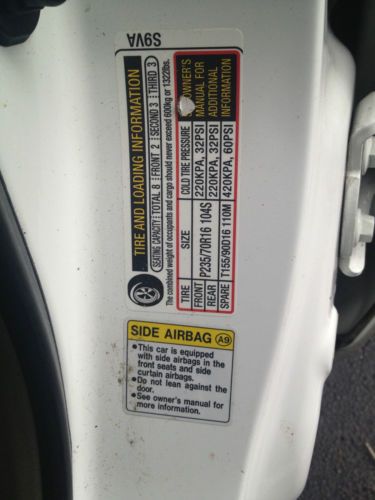 S9VA
TIRE AND LOADING INFORMATION
SEATING CAPACITY TOTAL 8 FRONT 2 SECOND 3 THIRD 3
The combined weight of occupants and cargo should never exceed 600kg or 1322lbs.
TIRE SIZE COLD TIRE PRESSURE
FRONT P235/70R16 104S 220KPA, 32PSI
REAR 220KPA, 32PSI
SPARE T155/90D16 110M 420KPA, 60PSI
OWNER'S
MANUAL FOR
ADDITIONAL
INFORMATION
SIDE AIRBAG A9
•This car is equipped
with side airbags in the
front seats and side
curtain airbags.
•Do not lean against the
door.
•See owner's manual for
more information.